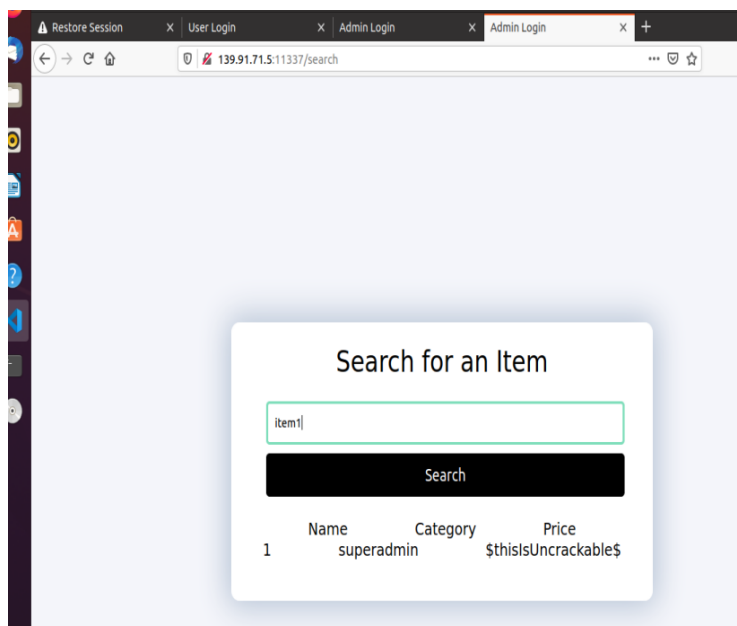 Restore Session User Login Admin Login Admin Login
139.91.71.5:11337/search
Search for an Item
item1
Search
Name Category Price
1 superadmin $thisIsUncrackable$